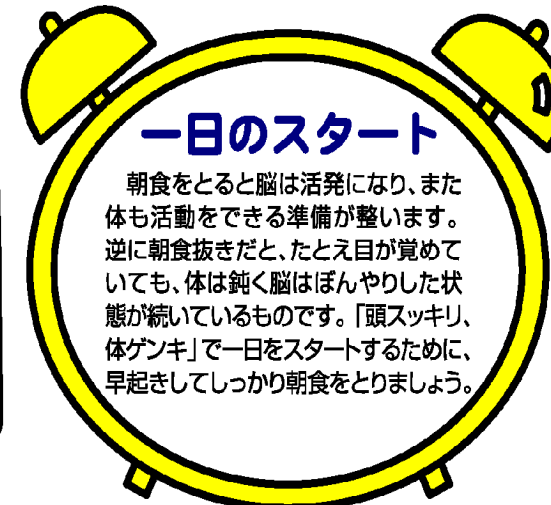 一日のスタート
　朝食をとると脳は活発になり、また
体も活動をできる準備が整います。
逆に朝食抜きだと、たとえ目が覚めて
いても、体は鈍く脳はぼんやりした状
態が続いているものです。「頭スッキリ、
体ゲンキ」で一日をスタートするために、
早起きしてしっかり朝食をとりましょう。